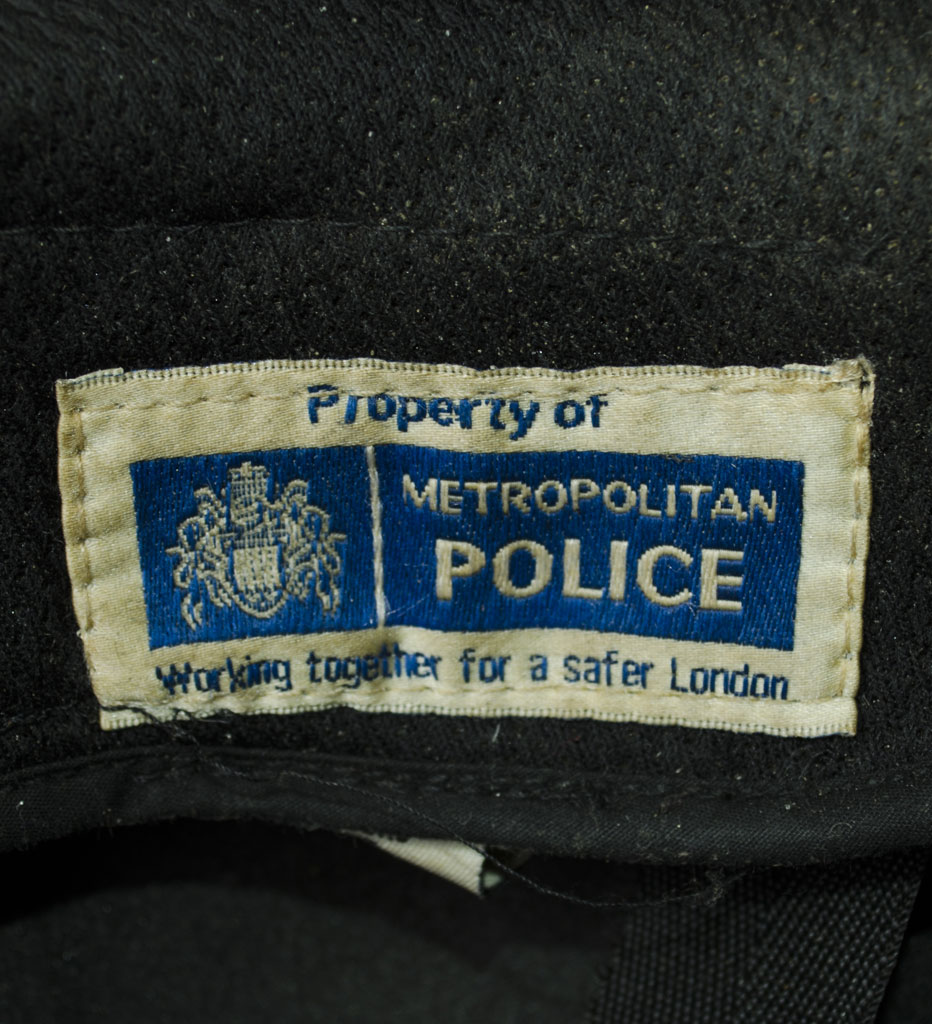 Property of
METROPOLITAN
POLICE
Working together for a safer London